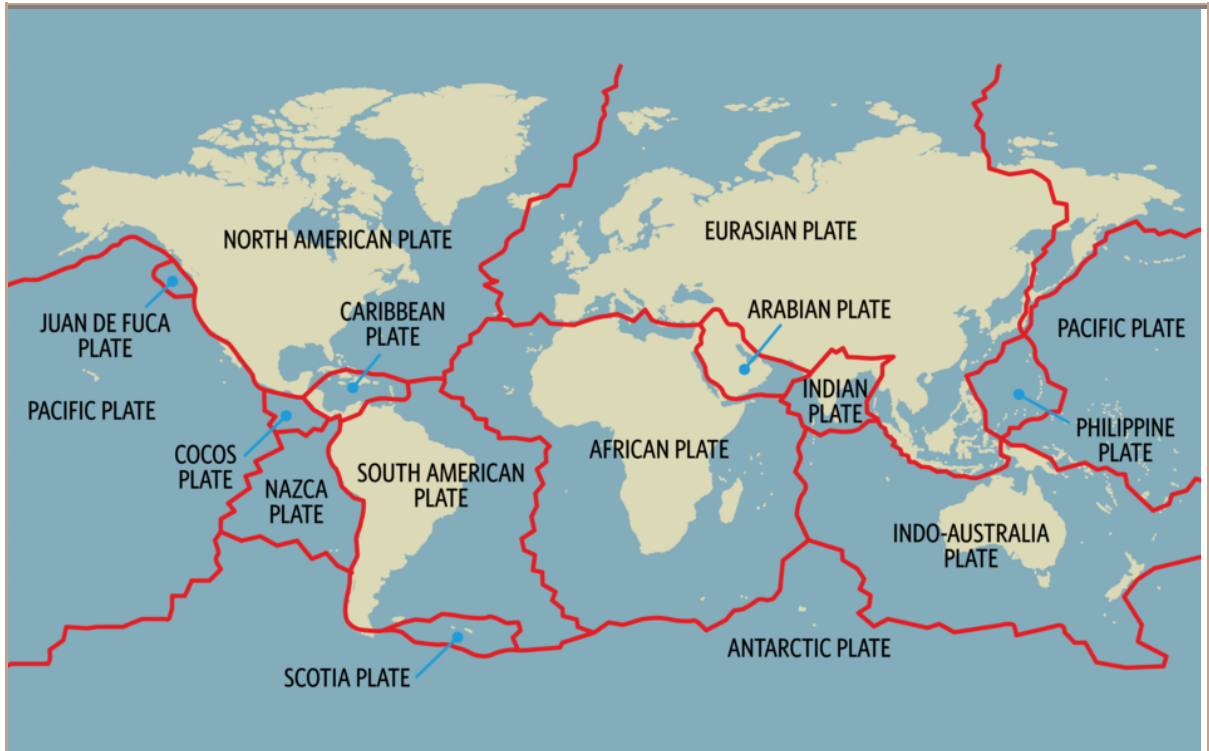 NORTH AMERICAN PLATE
EURASIAN PLATE
JUAN DE FUCA
PLATE
CARIBBEAN
PLATE
ARABIAN PLATE
PACIFIC PLATE
PACIFIC PLATE
INDIAN
PLATE
PHILIPPINE
PLATE
COCOS
PLATE
AFRICAN PLATE
SOUTH AMERICAN
PLATE
NAZCA
PLATE
INDO-AUSTRALIA
PLATE
ANTARCTIC PLATE
SCOTIA PLATE